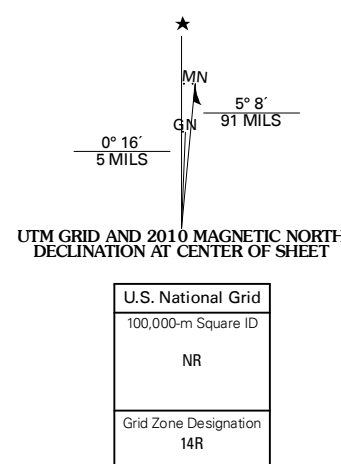 MN
GN
0° 16´
5 MILS
5° 8´
91 MILS
UTM GRID AND 2010 MAGNETIC NORTH
DECLINATION AT CENTER OF SHEET
U.S. National Grid
100,000-m Square ID
NR
Grid Zone Designation
14R